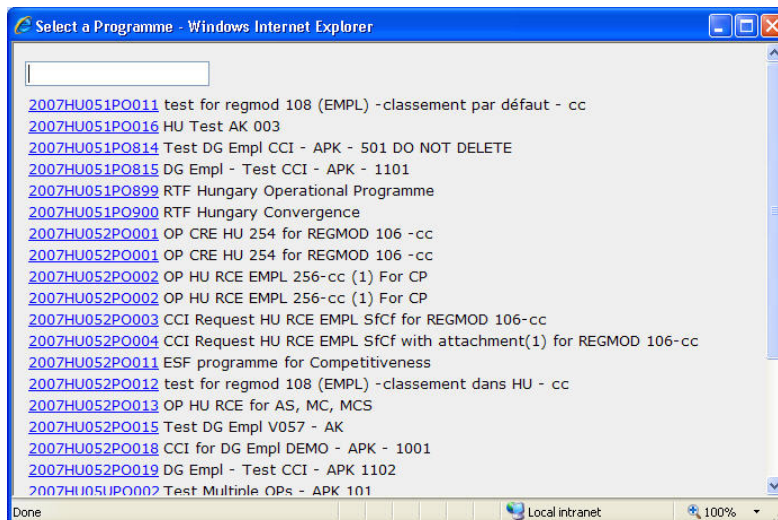 Select a Programme - Windows Internet Explorer
2007HU051PO011 test for regmod 108 (EMPL) -classement par défaut - cc
2007HU051PO016 HU Test AK 003
2007HU051PO814 Test DG Empl CCI - APK - 501 DO NOT DELETE
2007HU051PO815 DG Empl - Test CCI - APK - 1101
2007HU051PO899 RTF Hungary Operational Programme
2007HU051PO900 RTF Hungary Convergence
2007HU052PO001 OP CRE HU 254 for REGMOD 106 -cc
2007HU052PO001 OP CRE HU 254 for REGMOD 106 -cc
2007HU052PO002 OP HU RCE EMPL 256-cc (1) For CP
2007HU052PO002 OP HU RCE EMPL 256-cc (1) For CP
2007HU052PO003 CCI Request HU RCE EMPL SfCf for REGMOD 106-cc
2007HU052PO004 CCI Request HU RCE EMPL SfCf with attachment(1) for REGMOD 106-cc
2007HU052PO011 ESF programme for Competitiveness
2007HU052PO012 test for regmod 108 (EMPL) -classement dans HU - cc
2007HU052PO013 OP HU RCE for AS, MC, MCS
2007HU052PO015 Test DG Empl V057 - AK
2007HU052PO018 CCI for DG Empl DEMO - APK - 1001
2007HU052PO019 DG Empl - Test CCI - APK 1102
2007HU05UPO002 Test Multiple OPs - APK 101
Done Local intranet 100%